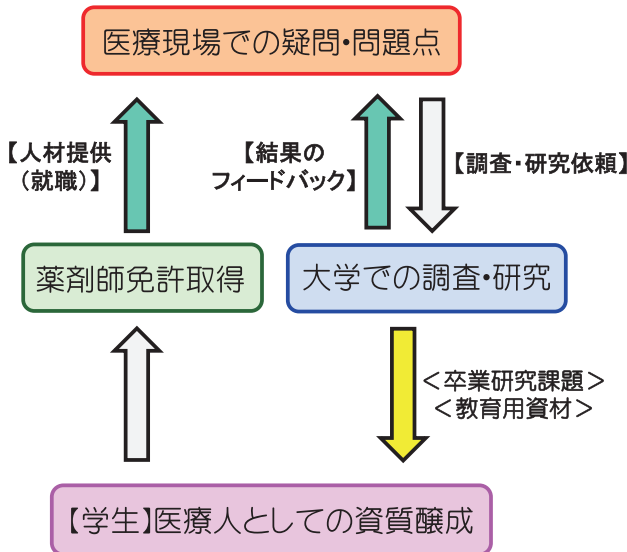 医療現場での疑問・問題点
【人材提供
（就職）】
【結果の
フィードバック】
【調査・研究依頼】
薬剤師免許取得
大学での調査・研究
＜卒業研究課題＞
＜教育用資材＞
【学生】医療人としての資質醸成